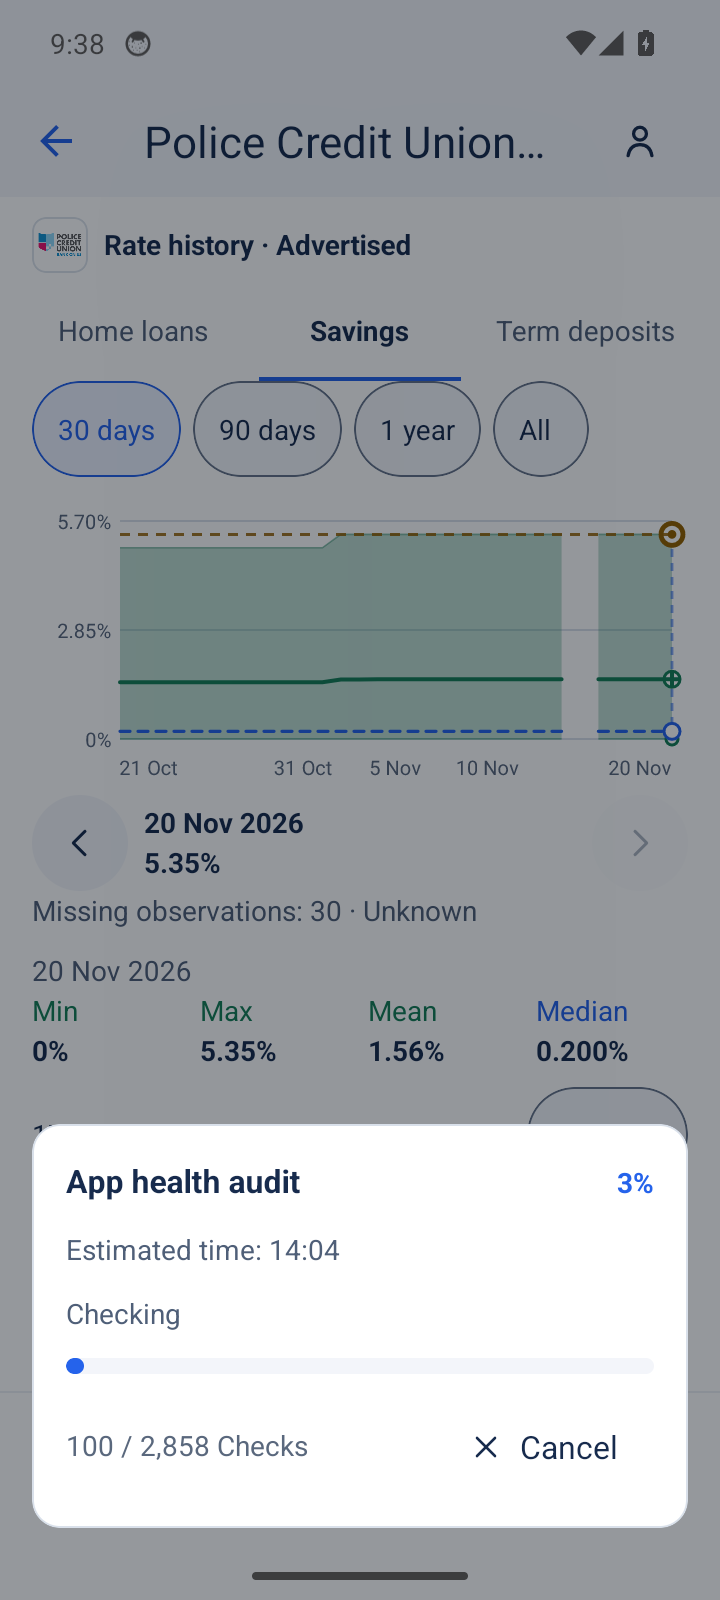 9:38
Police Credit Union...
POLICE
CREDIT
UNION
Rate history · Advertised
Home loans
Savings
Term deposits
30 days
90 days
1 year
All
5.70%
2.85%
0%
21 Oct
31 Oct
5 Nov
10 Nov
20 Nov
20 Nov 2026
5.35%
Missing observations: 30 · Unknown
20 Nov 2026
Min
Max
Mean
Median
0%
5.35%
1.56%
0.200%
App health audit
3%
Estimated time: 14:04
Checking
100 / 2,858 Checks
Cancel